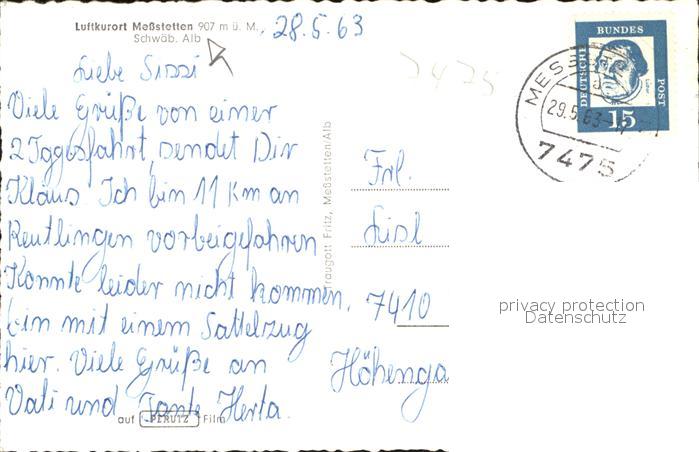 Luftkurort Meßstetten 907 m ü. M.
Schwäb. Alb
28.5.63
Liebe Sissi
Viele Grüße von einer
2 Taggesfahrt, sendet Dir
Klaus. Ich bin 11 Km an
Reutlingen vorbeigefahren
Konnte leider nicht kommen,
bin mit einem Sattelzug
hier. Viele Grüße an
Vati und Tante Herta.
auf PERUTZ Film
Traugott Fritz, Meßstetten/Alb
7475
DEUTSCHE BUNDES POST
15
MESS
29.5.63
7475
Frl.
Lisl
7410
Höhenga
privacy protection
Datenschutz